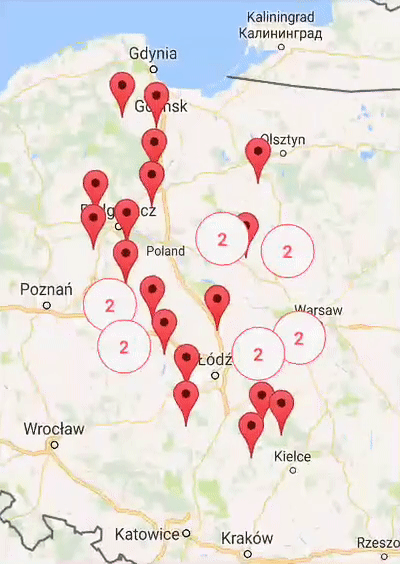 Kaliningrad
Калининград
Gdynia
Gdańsk
Olsztyn
Bydgoszcz
2
2
Poland
Poznań
2
Warsaw
2
2
2
Łódź
Wrocław
Kielce
Katowice
Kraków
Rzeszo